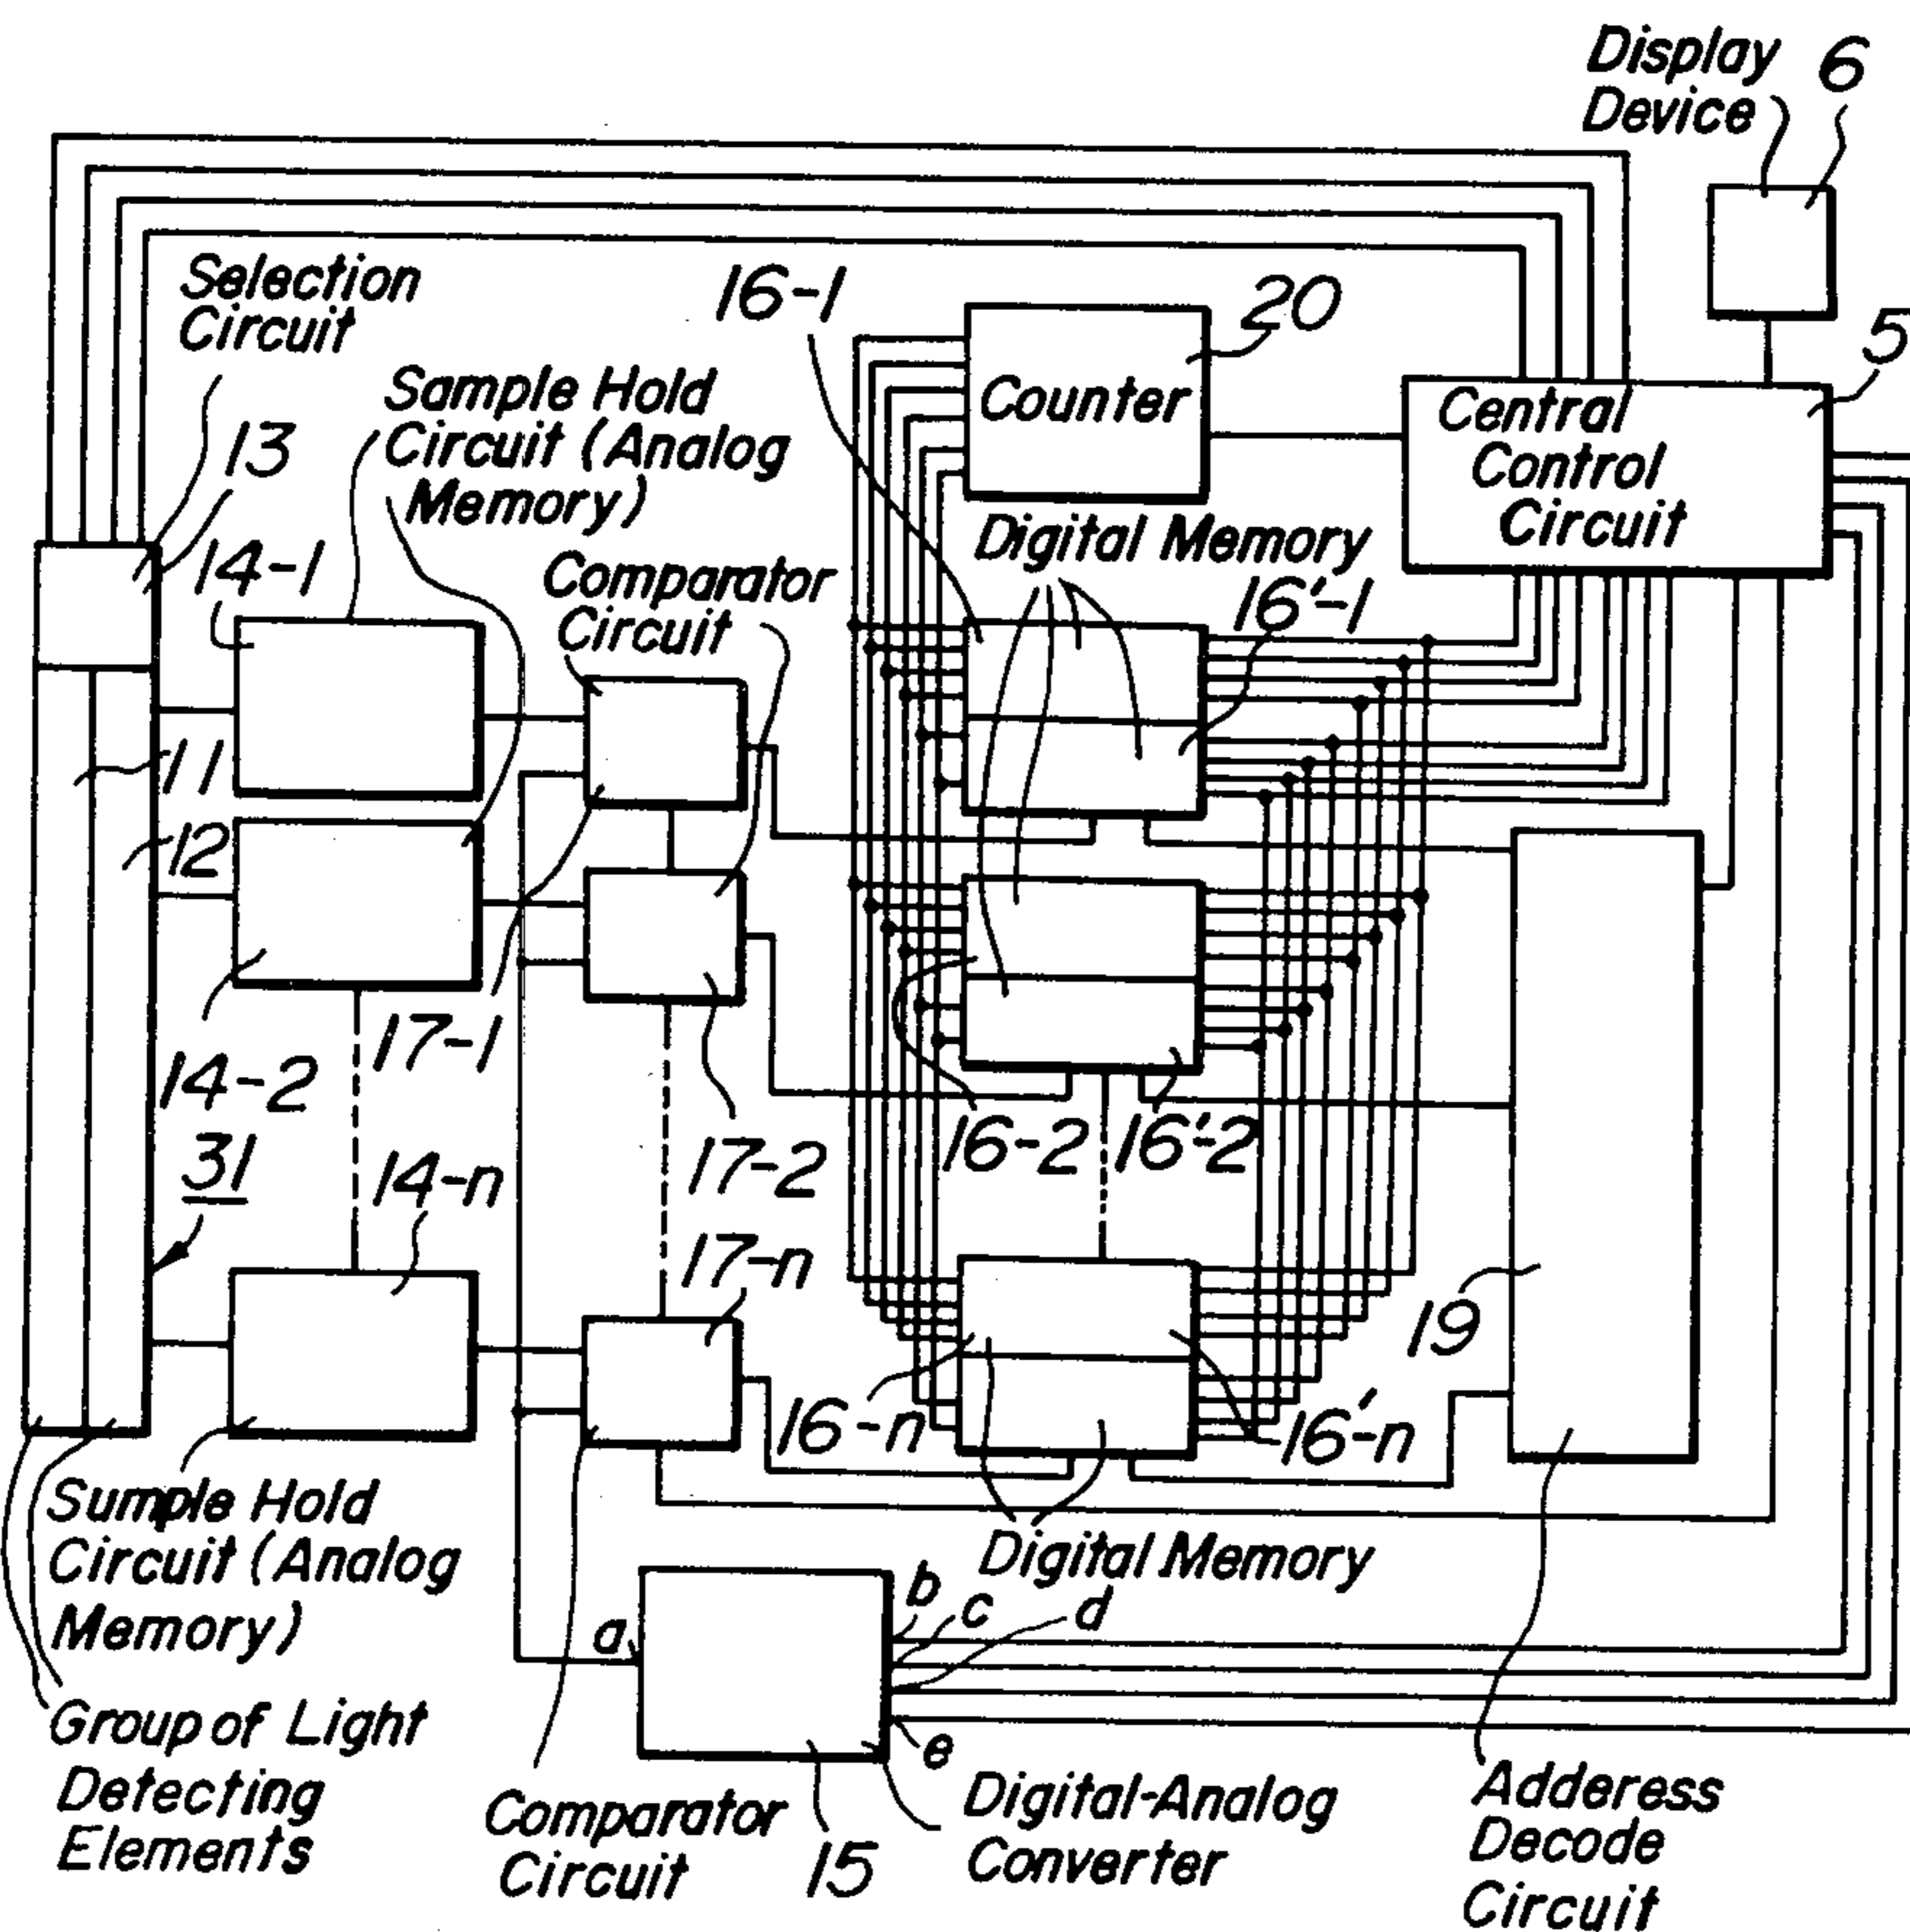 Display 6
Device
5
Selection
Circuit
13
Sample Hold
Circuit (Analog
Memory)
16-1
20
Counter
Central
Control
Circuit
14-1
Comparator
Circuit
Digital Memory
16'-1
11
12
17-1
14-2
31
14-n
17-2
17-n
16-2
16'-2
19
16-n
16'-n
Sumple Hold
Circuit (Analog
Memory)
Digital Memory
a
b
c
d
e
Group of Light
Detecting
Elements
Comparator
Circuit
15
Digital-Analog
Converter
Adderess
Decode
Circuit